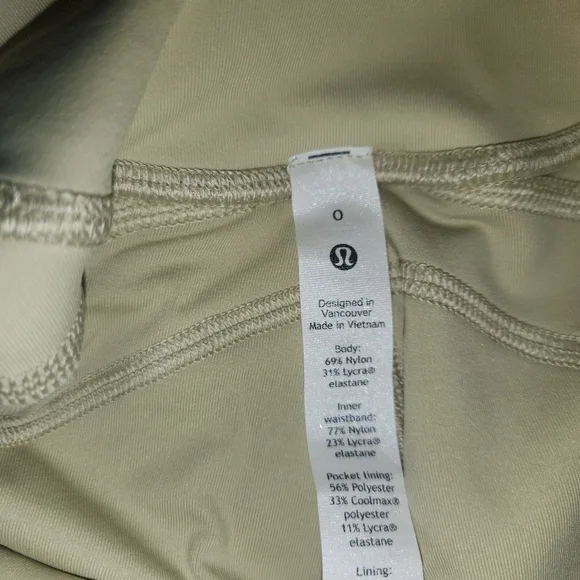 0
Designed in
Vancouver
Made in Vietnam
Body:
69% Nylon
31% Lycra®
elastane
Inner
waistband:
77% Nylon
23% Lycra®
elastane
Pocket lining:
56% Polyester
33% Coolmax®
polyester
11% Lycra®
elastane
Lining: